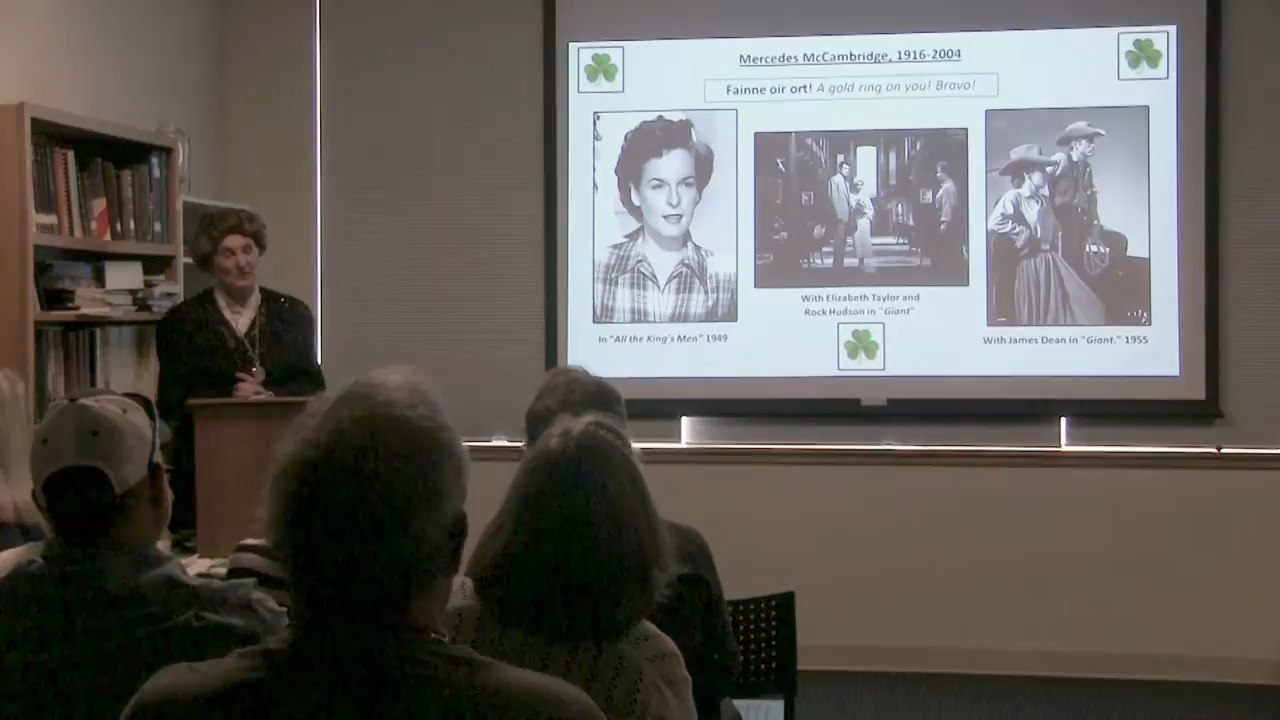 Mercedes McCambridge, 1916-2004
Fainne oir ort! A gold ring on you! Bravo!
With Elizabeth Taylor and
Rock Hudson in "Giant"
In "All the King's Men" 1949
With James Dean in "Giant." 1955